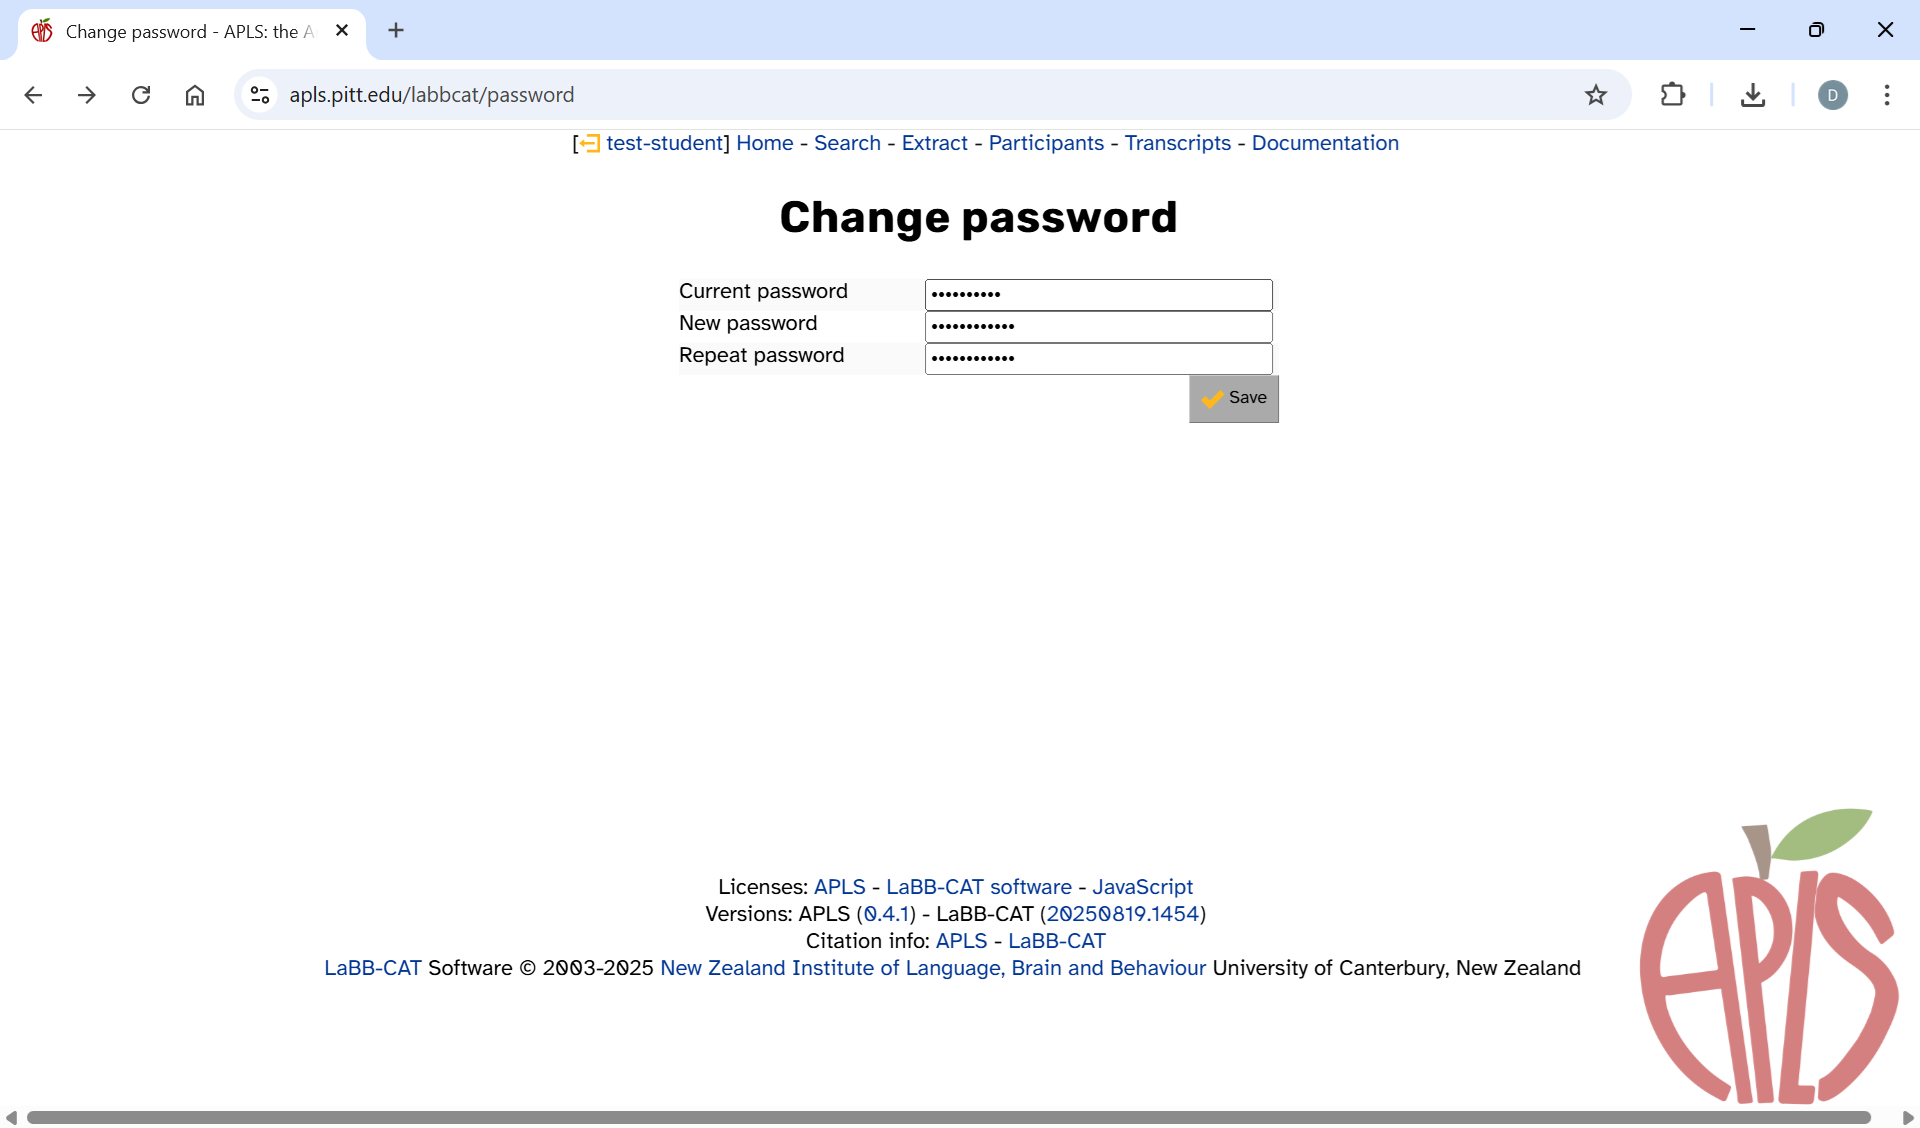 Change password - APLS: the A
apls.pitt.edu/labbcat/password
D
[test-student] Home - Search - Extract - Participants - Transcripts - Documentation
Change password
Current password ••••••••••
New password ••••••••••••
Repeat password ••••••••••••
Save
Licenses: APLS - LaBB-CAT software - JavaScript
Versions: APLS (0.4.1) - LaBB-CAT (20250819.1454)
Citation info: APLS - LaBB-CAT
LaBB-CAT Software © 2003-2025 New Zealand Institute of Language, Brain and Behaviour University of Canterbury, New Zealand
APLS